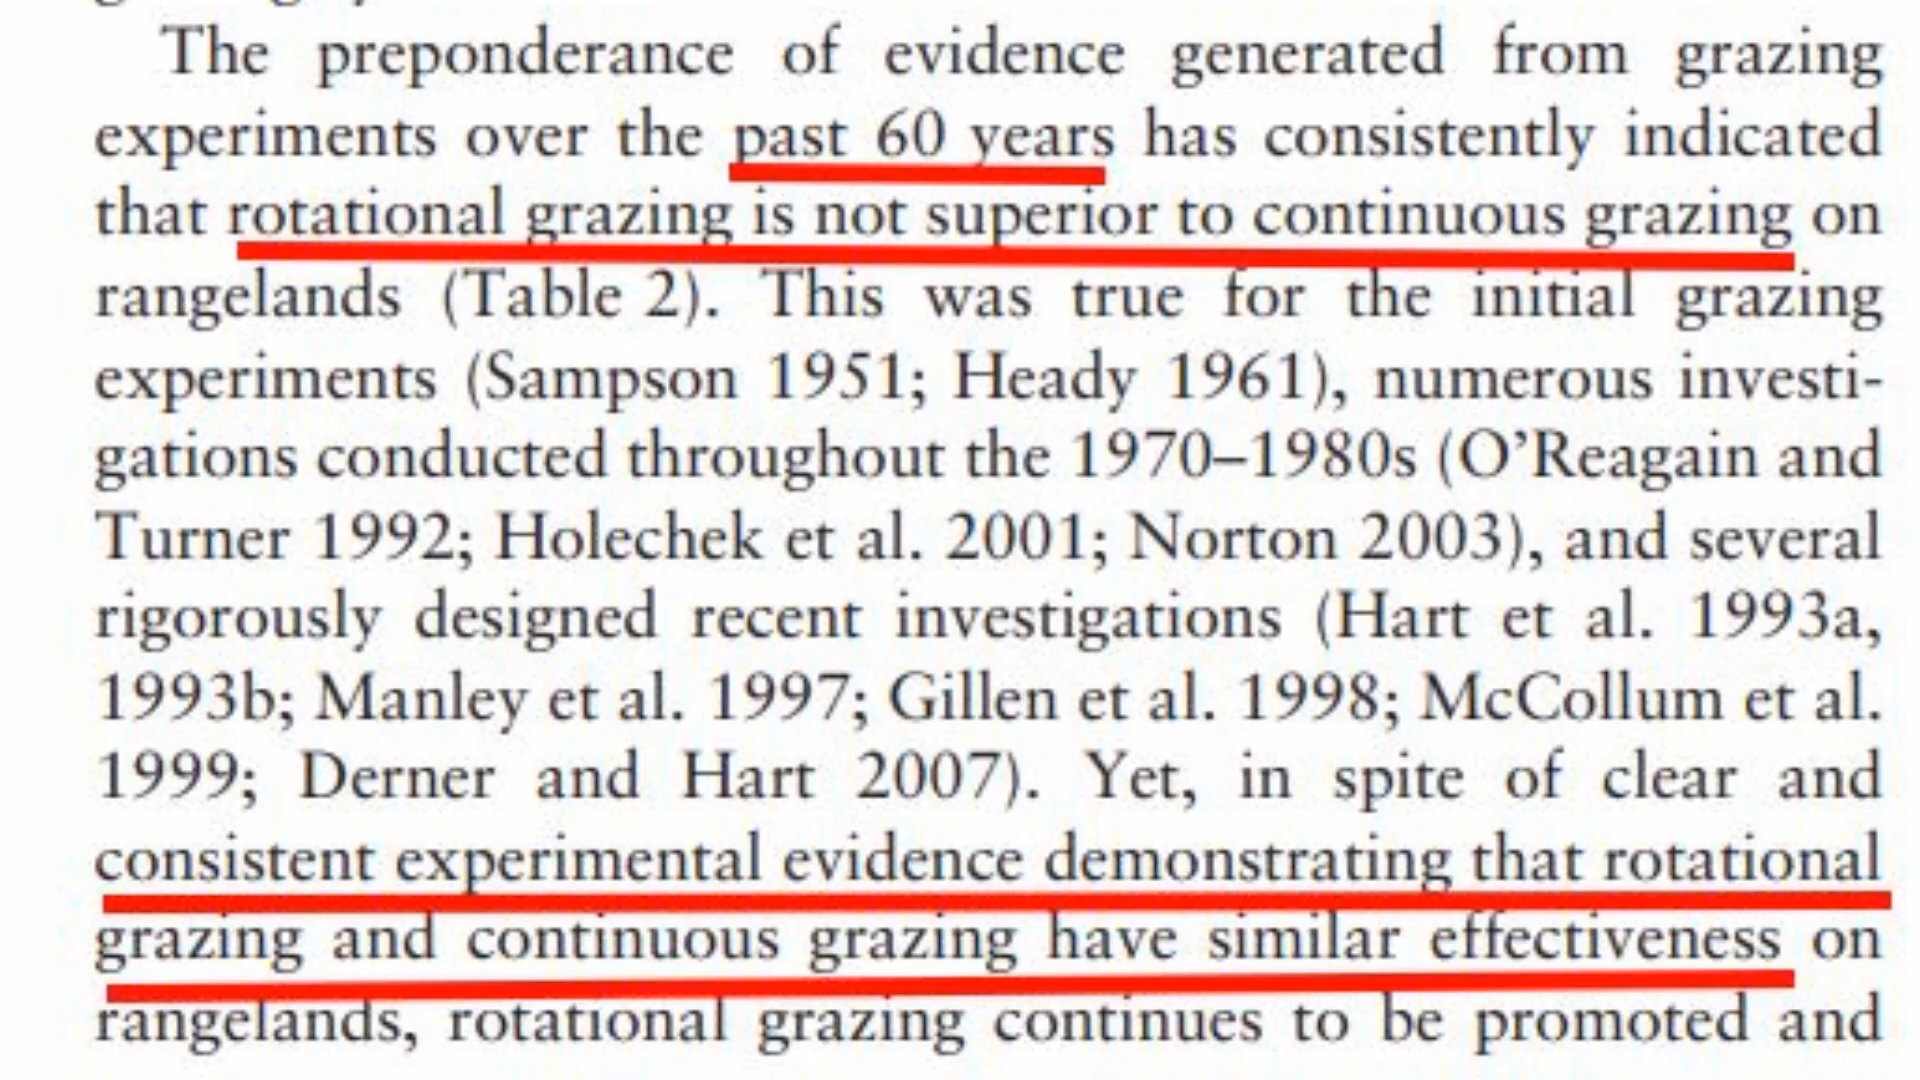 The preponderance of evidence generated from grazing
experiments over the past 60 years has consistently indicated
that rotational grazing is not superior to continuous grazing on
rangelands (Table 2). This was true for the initial grazing
experiments (Sampson 1951; Heady 1961), numerous investi-
gations conducted throughout the 1970–1980s (O’Reagain and
Turner 1992; Holechek et al. 2001; Norton 2003), and several
rigorously designed recent investigations (Hart et al. 1993a,
1993b; Manley et al. 1997; Gillen et al. 1998; McCollum et al.
1999; Derner and Hart 2007). Yet, in spite of clear and
consistent experimental evidence demonstrating that rotational
grazing and continuous grazing have similar effectiveness on
rangelands, rotational grazing continues to be promoted and